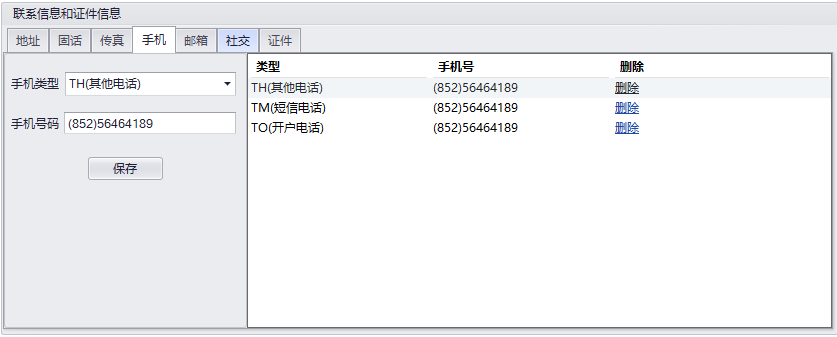 联系信息和证件信息
地址 固话 传真 手机 邮箱 社交 证件
手机类型 TH(其他电话)
手机号码 (852)56464189
保存
类型 手机号 删除
TH(其他电话) (852)56464189 删除
TM(短信电话) (852)56464189 删除
TO(开户电话) (852)56464189 删除